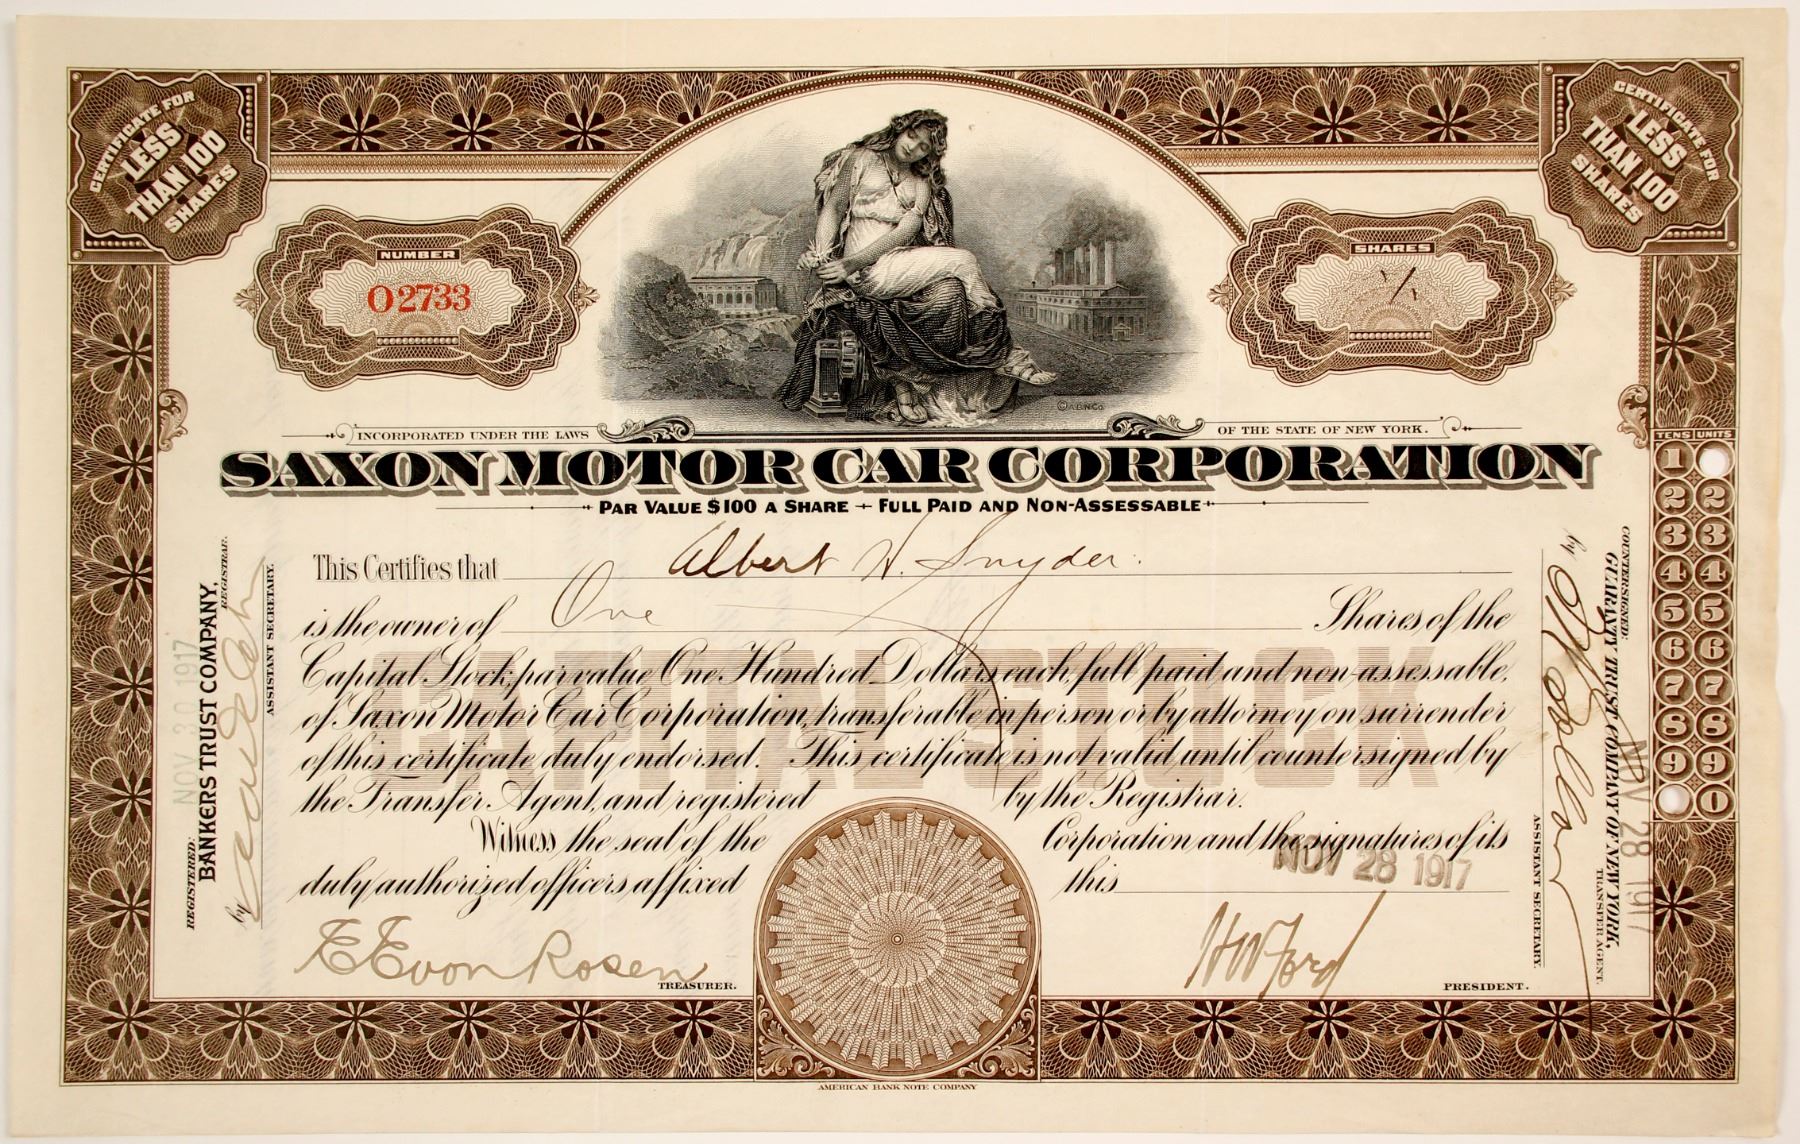 CERTIFICATE FOR
LESS
THAN 100
SHARES
CERTIFICATE FOR
LESS
THAN 100
SHARES
NUMBER
O2733
SHARES
1
©A.B.N.Co.
INCORPORATED UNDER THE LAWS OF THE STATE OF NEW YORK.
SAXON MOTOR CAR CORPORATION
PAR VALUE $100 A SHARE FULL PAID AND NON-ASSESSABLE
This Certifies that Albert H. Snyder.
is the owner of One Shares of the
Capital Stock, par value One Hundred Dollars each, full paid and non-assessable,
of Saxon Motor Car Corporation, transferable in person or by attorney on surrender
of this certificate duly endorsed. This certificate is not valid until countersigned by
the Transfer Agent, and registered by the Registrar.
Witness the seal of the Corporation and the signatures of its
duly authorized officers affixed this NOV 28 1917
CAPITAL STOCK
E E von Rosen
TREASURER.
HW Ford
PRESIDENT.
REGISTERED:
BANKERS TRUST COMPANY,
REGISTRAR.
NOV 30 1917
by
ASSISTANT SECRETARY.
COUNTERSIGNED:
GUARANTY TRUST COMPANY OF NEW YORK,
TRANSFER AGENT.
NOV 28 1917
by
ASSISTANT SECRETARY.
TENS UNITS
1
2 2
3 3
4 4
5 5
6 6
7 7
8 8
9 9
0
AMERICAN BANK NOTE COMPANY